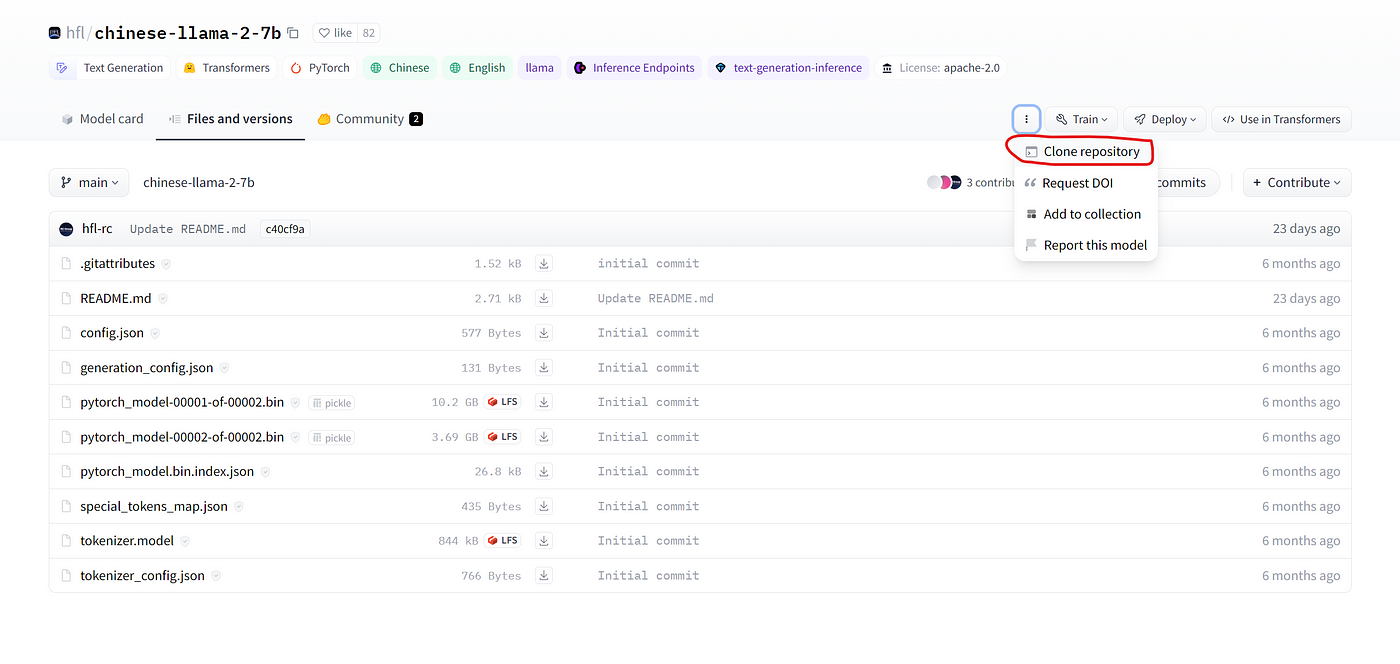 hfl/chinese-llama-2-7b like 82
Text Generation Transformers PyTorch Chinese English llama Inference Endpoints text-generation-inference License: apache-2.0
Model card Files and versions Community 2 Train Deploy Use in Transformers
Clone repository
main chinese-llama-2-7b 3 contribu Request DOI commits + Contribute
Add to collection
hfl-rc Update README.md c40cf9a 23 days ago
Report this model
.gitattributes 1.52 kB initial commit 6 months ago
README.md 2.71 kB Update README.md 23 days ago
config.json 577 Bytes Initial commit 6 months ago
generation_config.json 131 Bytes Initial commit 6 months ago
pytorch_model-00001-of-00002.bin pickle 10.2 GB LFS Initial commit 6 months ago
pytorch_model-00002-of-00002.bin pickle 3.69 GB LFS Initial commit 6 months ago
pytorch_model.bin.index.json 26.8 kB Initial commit 6 months ago
special_tokens_map.json 435 Bytes Initial commit 6 months ago
tokenizer.model 844 kB LFS Initial commit 6 months ago
tokenizer_config.json 766 Bytes Initial commit 6 months ago